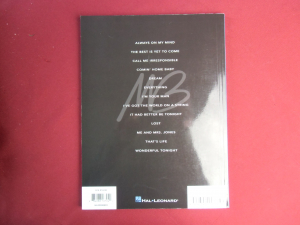 ALWAYS ON MY MIND
THE BEST IS YET TO COME
CALL ME IRRESPONSIBLE
COMIN' HOME BABY
DREAM
EVERYTHING
I'M YOUR MAN
I'VE GOT THE WORLD ON A STRING
IT HAD BETTER BE TONIGHT
LOST
ME AND MRS. JONES
THAT'S LIFE
WONDERFUL TONIGHT
MB
HAL•LEONARD